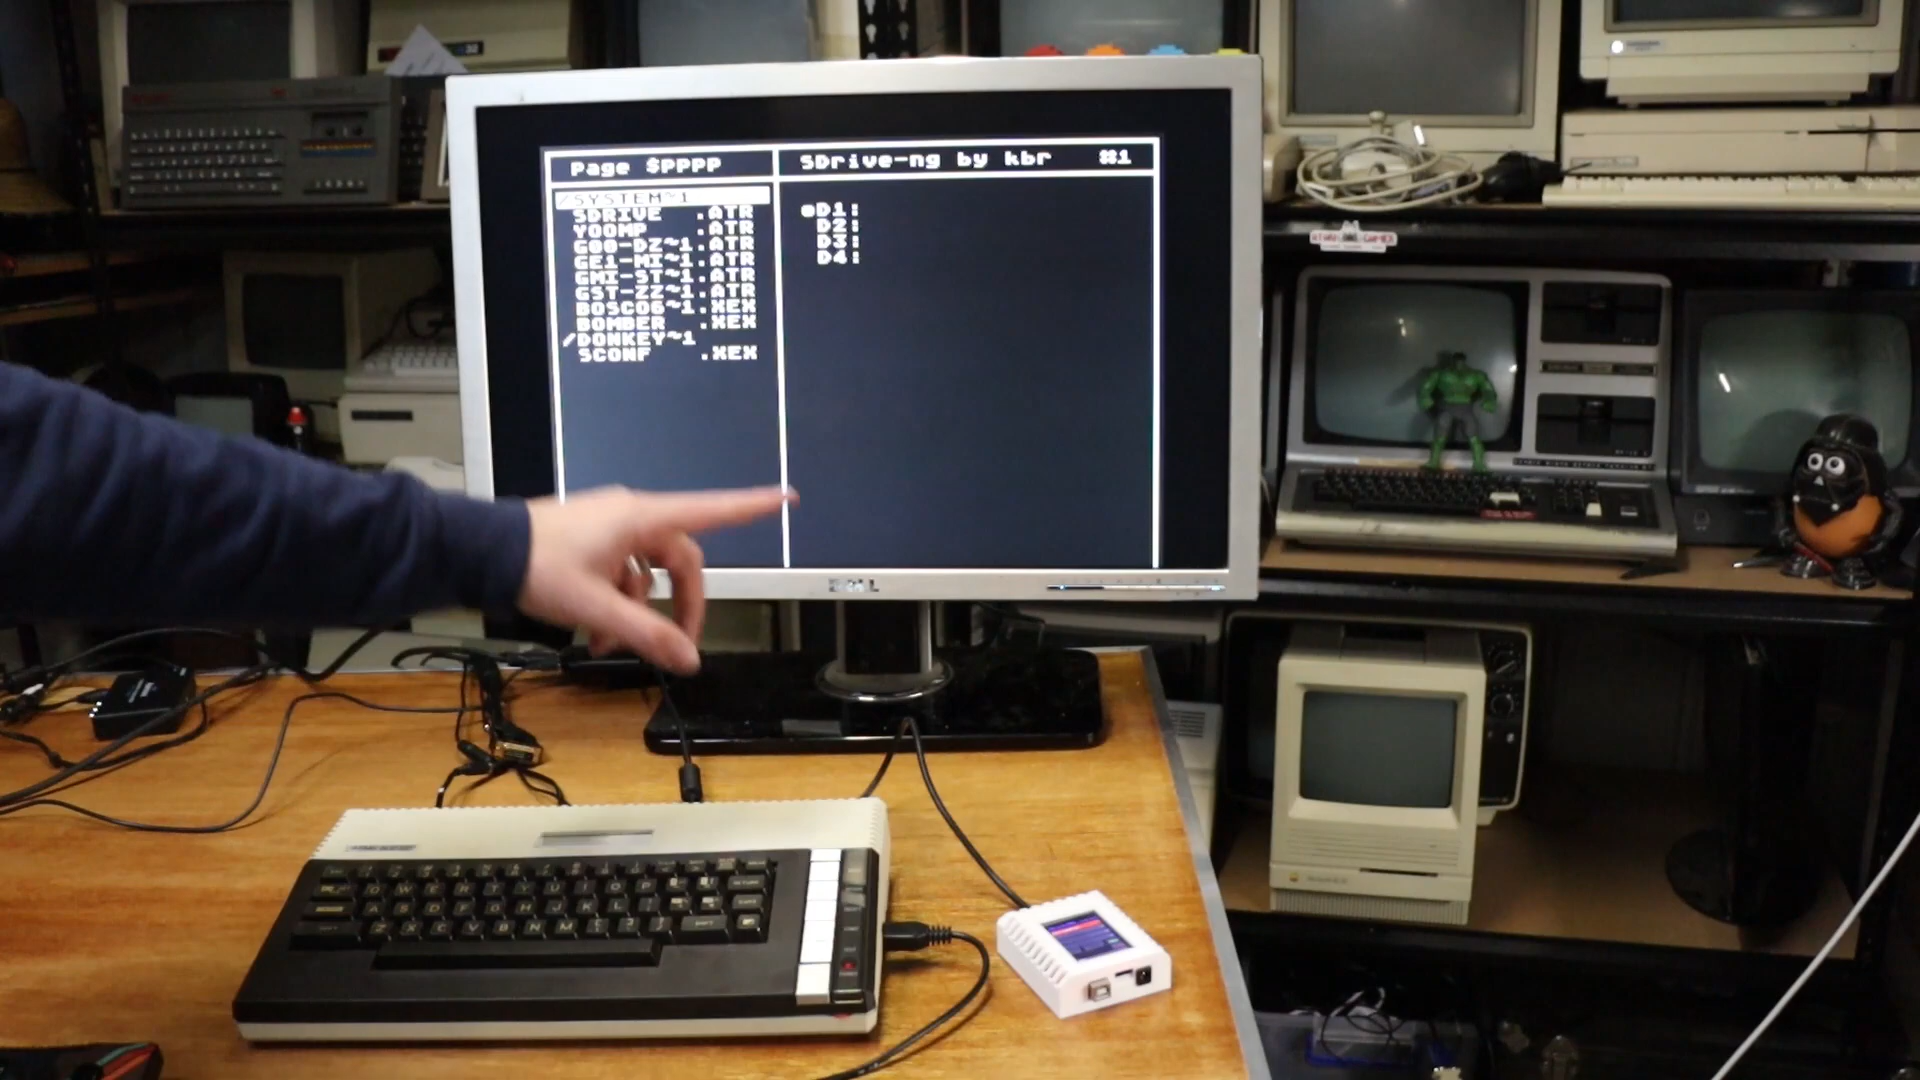 Page $PPPP
SDrive-ng by kbr ⌘1
/SYSTEM~1
SDRIVE .ATR
YOOMP .ATR
G00-DZ~1.ATR
GE1-MI~1.ATR
GMI-ST~1.ATR
GST-ZZ~1.ATR
BOSCO6~1.XEX
BOMBER .XEX
/DONKEY~1
SCONF .XEX
D1:
D2:
D3:
D4:
DELL